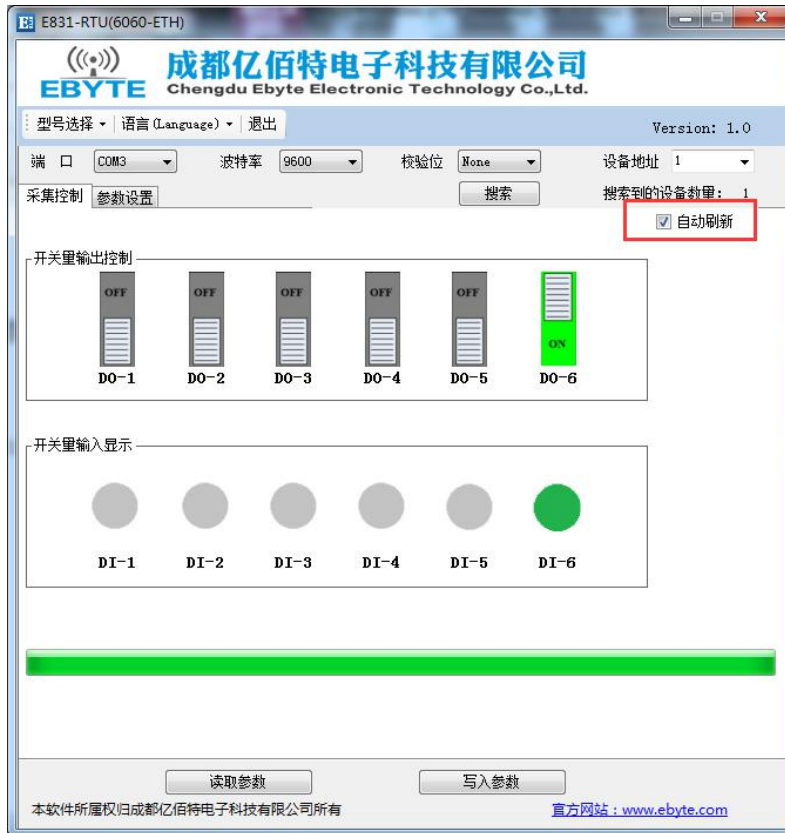 E831-RTU(6060-ETH)
EBYTE 成都亿佰特电子科技有限公司
Chengdu Ebyte Electronic Technology Co.,Ltd.
型号选择 语言(Language) 退出
Version: 1.0
端 口 COM3 波特率 9600 校验位 None 设备地址 1
采集控制 参数设置 搜索 搜索到的设备数量: 1
自动刷新
开关量输出控制
OFF OFF OFF OFF OFF
ON
DO-1 DO-2 DO-3 DO-4 DO-5 DO-6
开关量输入显示
DI-1 DI-2 DI-3 DI-4 DI-5 DI-6
读取参数 写入参数
本软件所属权归成都亿佰特电子科技有限公司所有 官方网站：www.ebyte.com